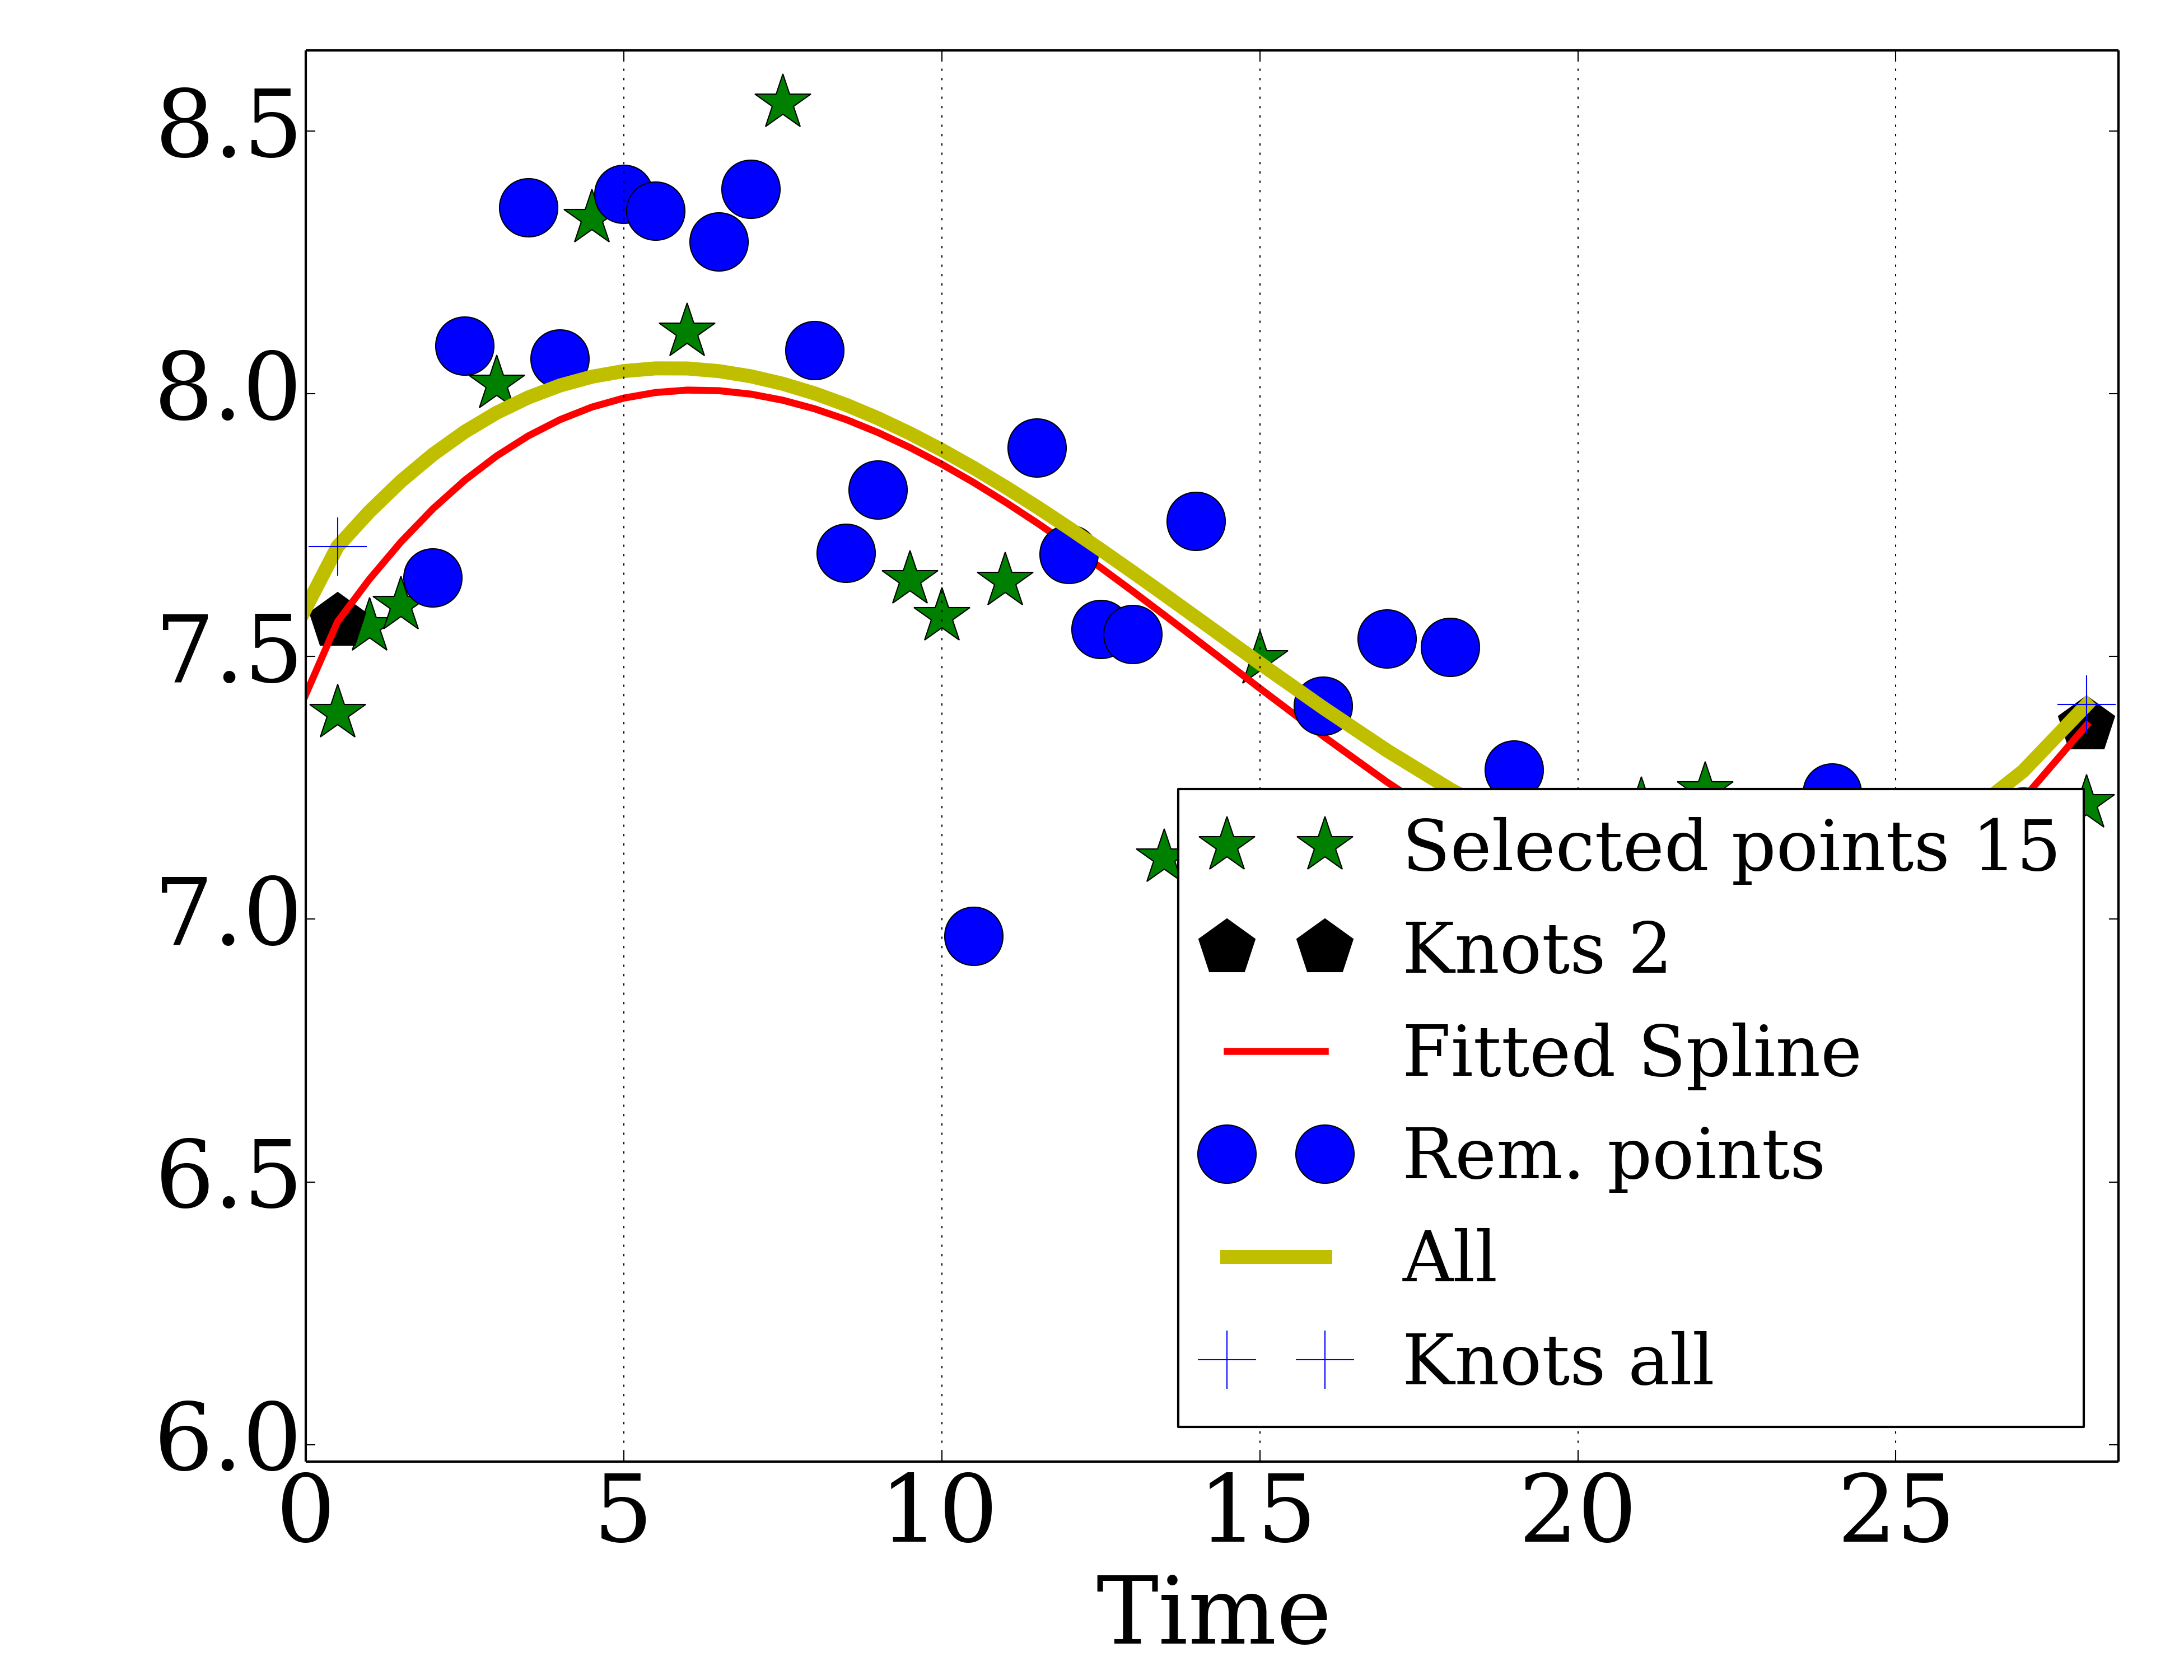 8.5
8.0
7.5
7.0
6.5
6.0
0 5 10 15 20 25
Time
Selected points 15
Knots 2
Fitted Spline
Rem. points
All
Knots all